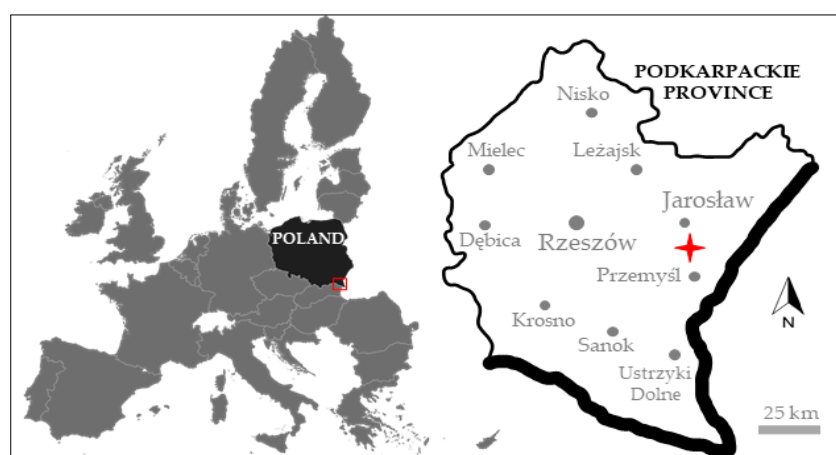 POLAND
PODKARPACKIE
PROVINCE
Nisko
Mielec
Leżajsk
Jarosław
Dębica
Rzeszów
Przemyśl
Krosno
Sanok
Ustrzyki
Dolne
N
25 km